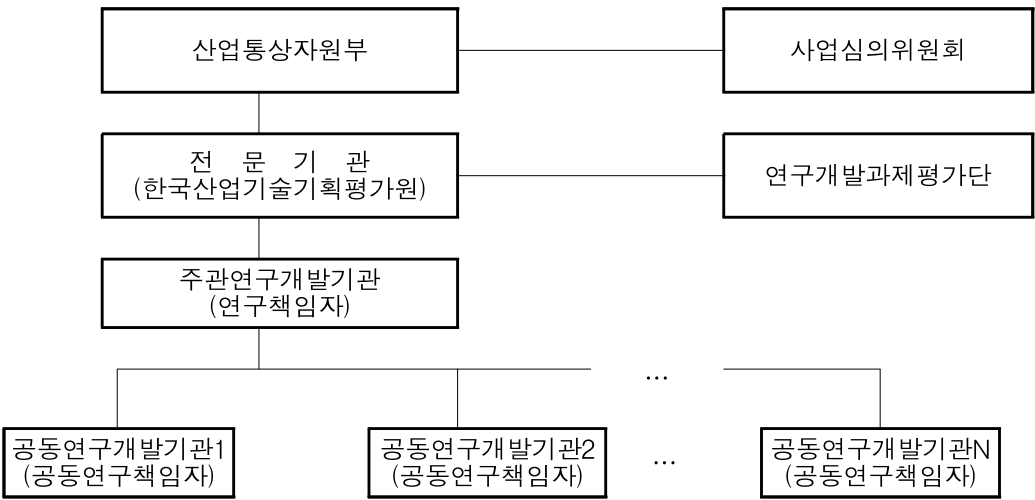 산업통상자원부
사업심의위원회
전 문 기 관
(한국산업기술기획평가원)
연구개발과제평가단
주관연구개발기관
(연구책임자)
...
공동연구개발기관1
(공동연구책임자)
공동연구개발기관2
(공동연구책임자)
...
공동연구개발기관N
(공동연구책임자)